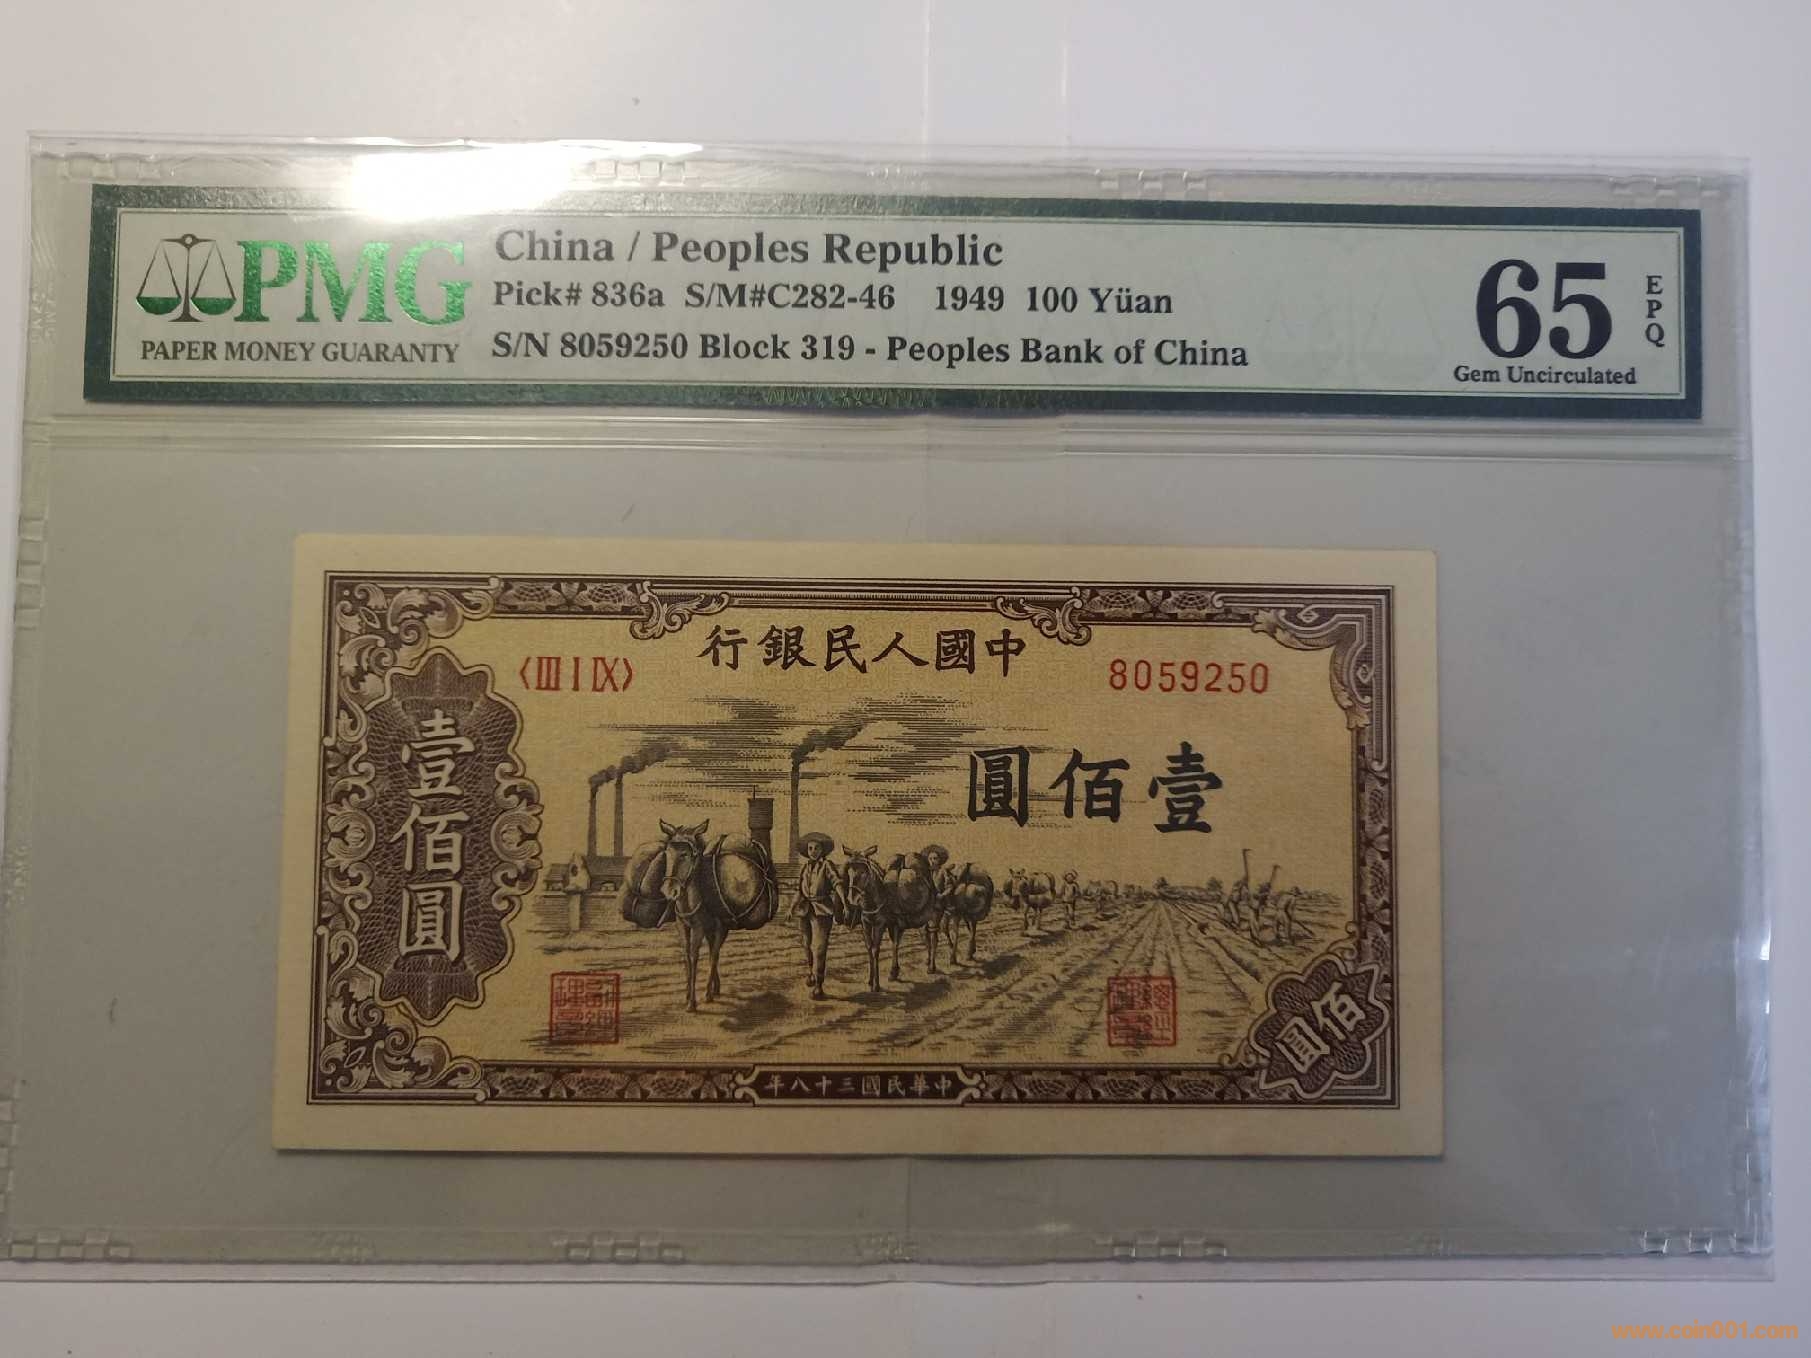 PMG
PAPER MONEY GUARANTY
China / Peoples Republic
Pick# 836a S/M#C282-46 1949 100 Yüan
S/N 8059250 Block 319 - Peoples Bank of China
65
EPQ
Gem Uncirculated
行銀民人國中
〈III I IX〉
8059250
圓佰壹
壹佰圓
佰圓
年八十三國民華中
www.coin001.com